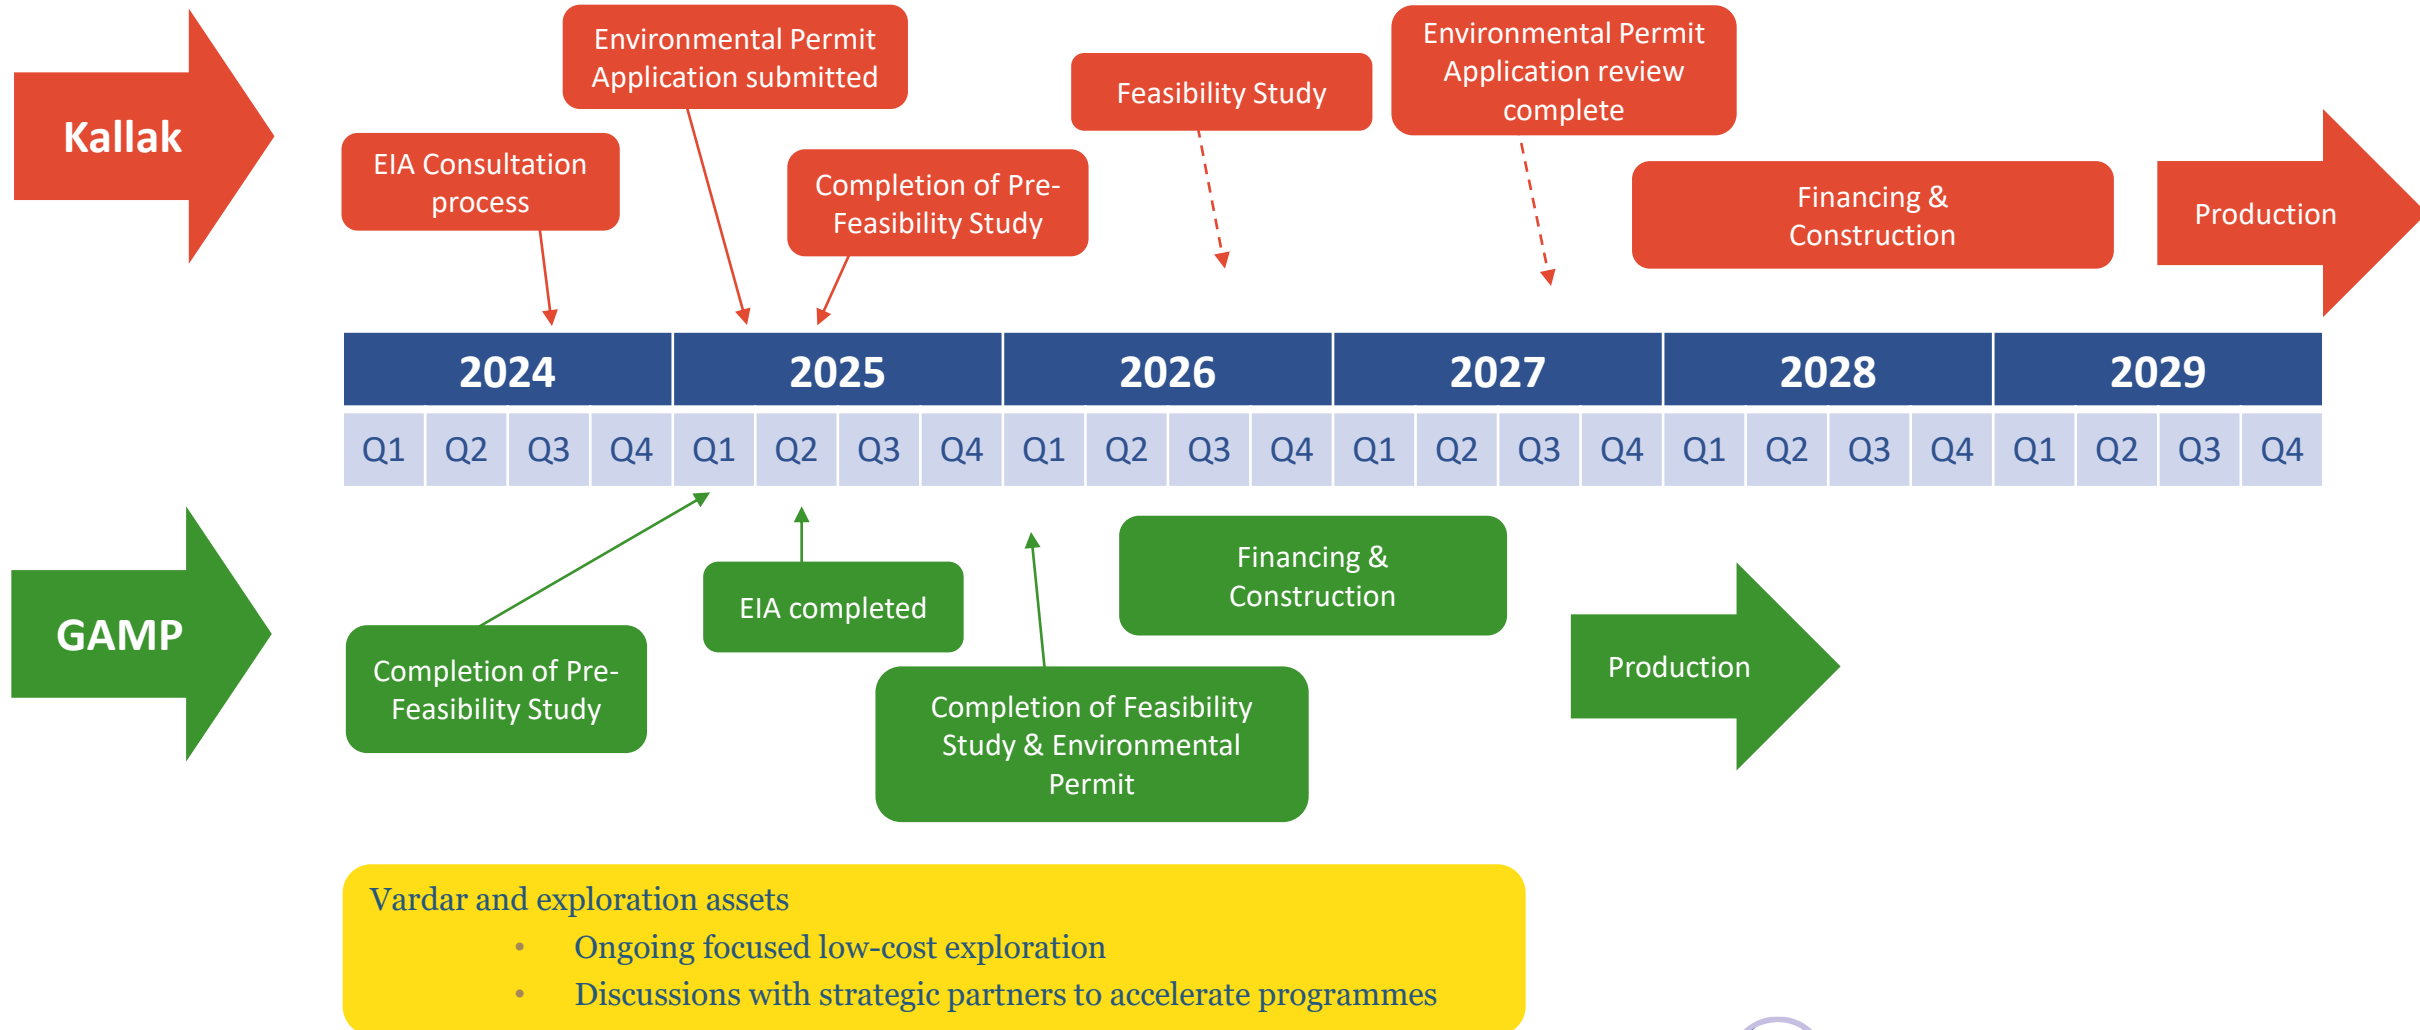 Kallak
EIA Consultation
process
Environmental Permit
Application submitted
Completion of Pre-
Feasibility Study
Feasibility Study
Environmental Permit
Application review
complete
Financing &
Construction
Production
2024 2025 2026 2027 2028 2029
Q1 Q2 Q3 Q4 Q1 Q2 Q3 Q4 Q1 Q2 Q3 Q4 Q1 Q2 Q3 Q4 Q1 Q2 Q3 Q4 Q1 Q2 Q3 Q4
GAMP
Completion of Pre-
Feasibility Study
EIA completed
Completion of Feasibility
Study & Environmental
Permit
Financing &
Construction
Production
Vardar and exploration assets
• Ongoing focused low-cost exploration
• Discussions with strategic partners to accelerate programmes